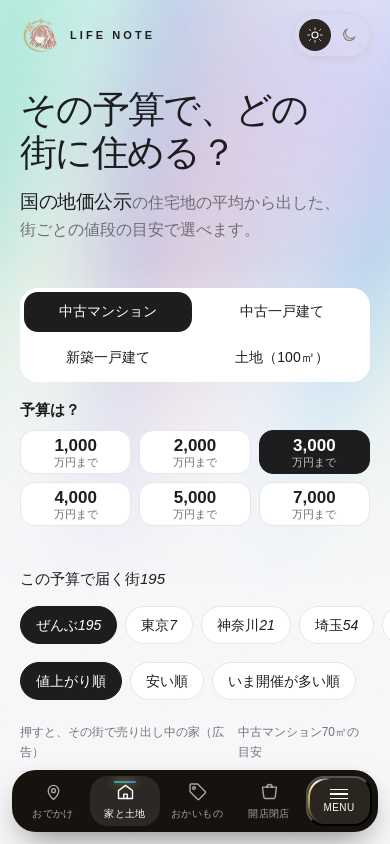 LIFE NOTE
その予算で、どの
街に住める？
国の地価公示の住宅地の平均から出した、
街ごとの値段の目安で選べます。
中古マンション
中古一戸建て
新築一戸建て
土地（100㎡）
予算は？
1,000
万円まで
2,000
万円まで
3,000
万円まで
4,000
万円まで
5,000
万円まで
7,000
万円まで
この予算で届く街195
ぜんぶ195
東京7
神奈川21
埼玉54
値上がり順
安い順
いま開催が多い順
押すと、その街で売り出し中の家（広告）
中古マンション70㎡の目安
おでかけ
家と土地
おかいもの
開店閉店
MENU